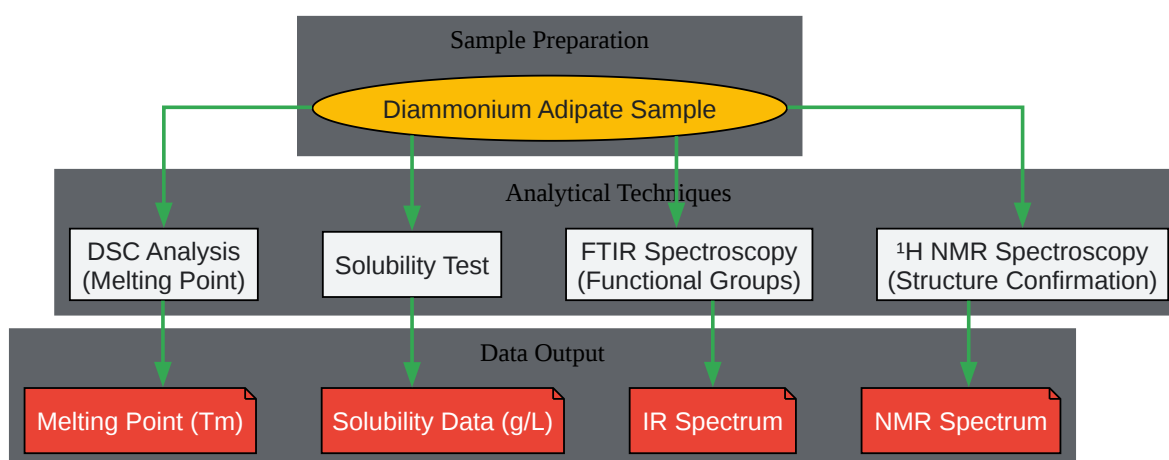 Sample Preparation
Diammonium Adipate Sample
Analytical Techniques
DSC Analysis
(Melting Point)
Solubility Test
FTIR Spectroscopy
(Functional Groups)
¹H NMR Spectroscopy
(Structure Confirmation)
Data Output
Melting Point (Tm)
Solubility Data (g/L)
IR Spectrum
NMR Spectrum